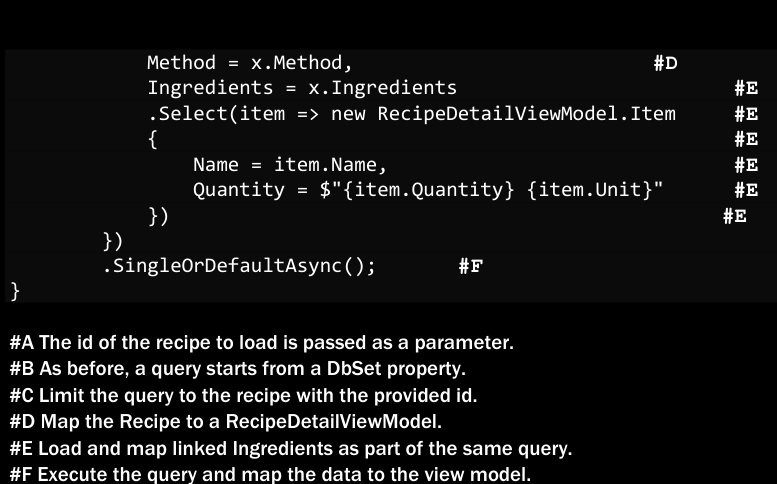 Method = x.Method, #D
Ingredients = x.Ingredients #E
.Select(item => new RecipeDetailViewModel.Item #E
{ #E
Name = item.Name, #E
Quantity = $"{item.Quantity} {item.Unit}" #E
}) #E
})
.SingleOrDefaultAsync(); #F
}
#A The id of the recipe to load is passed as a parameter.
#B As before, a query starts from a DbSet property.
#C Limit the query to the recipe with the provided id.
#D Map the Recipe to a RecipeDetailViewModel.
#E Load and map linked Ingredients as part of the same query.
#F Execute the query and map the data to the view model.